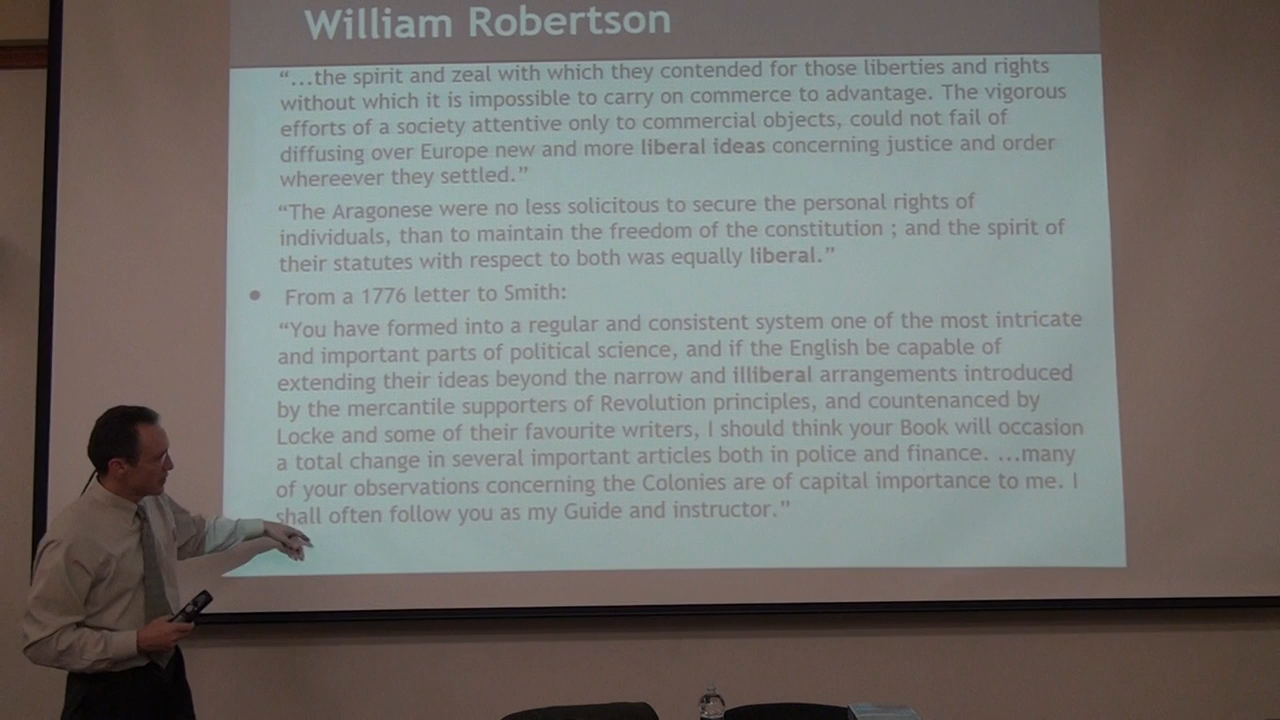 William Robertson
“...the spirit and zeal with which they contended for those liberties and rights
without which it is impossible to carry on commerce to advantage. The vigorous
efforts of a society attentive only to commercial objects, could not fail of
diffusing over Europe new and more liberal ideas concerning justice and order
whereever they settled.”
“The Aragonese were no less solicitous to secure the personal rights of
individuals, than to maintain the freedom of the constitution ; and the spirit of
their statutes with respect to both was equally liberal.”
• From a 1776 letter to Smith:
“You have formed into a regular and consistent system one of the most intricate
and important parts of political science, and if the English be capable of
extending their ideas beyond the narrow and illiberal arrangements introduced
by the mercantile supporters of Revolution principles, and countenanced by
Locke and some of their favourite writers, I should think your Book will occasion
a total change in several important articles both in police and finance. ...many
of your observations concerning the Colonies are of capital importance to me. I
shall often follow you as my Guide and instructor.”